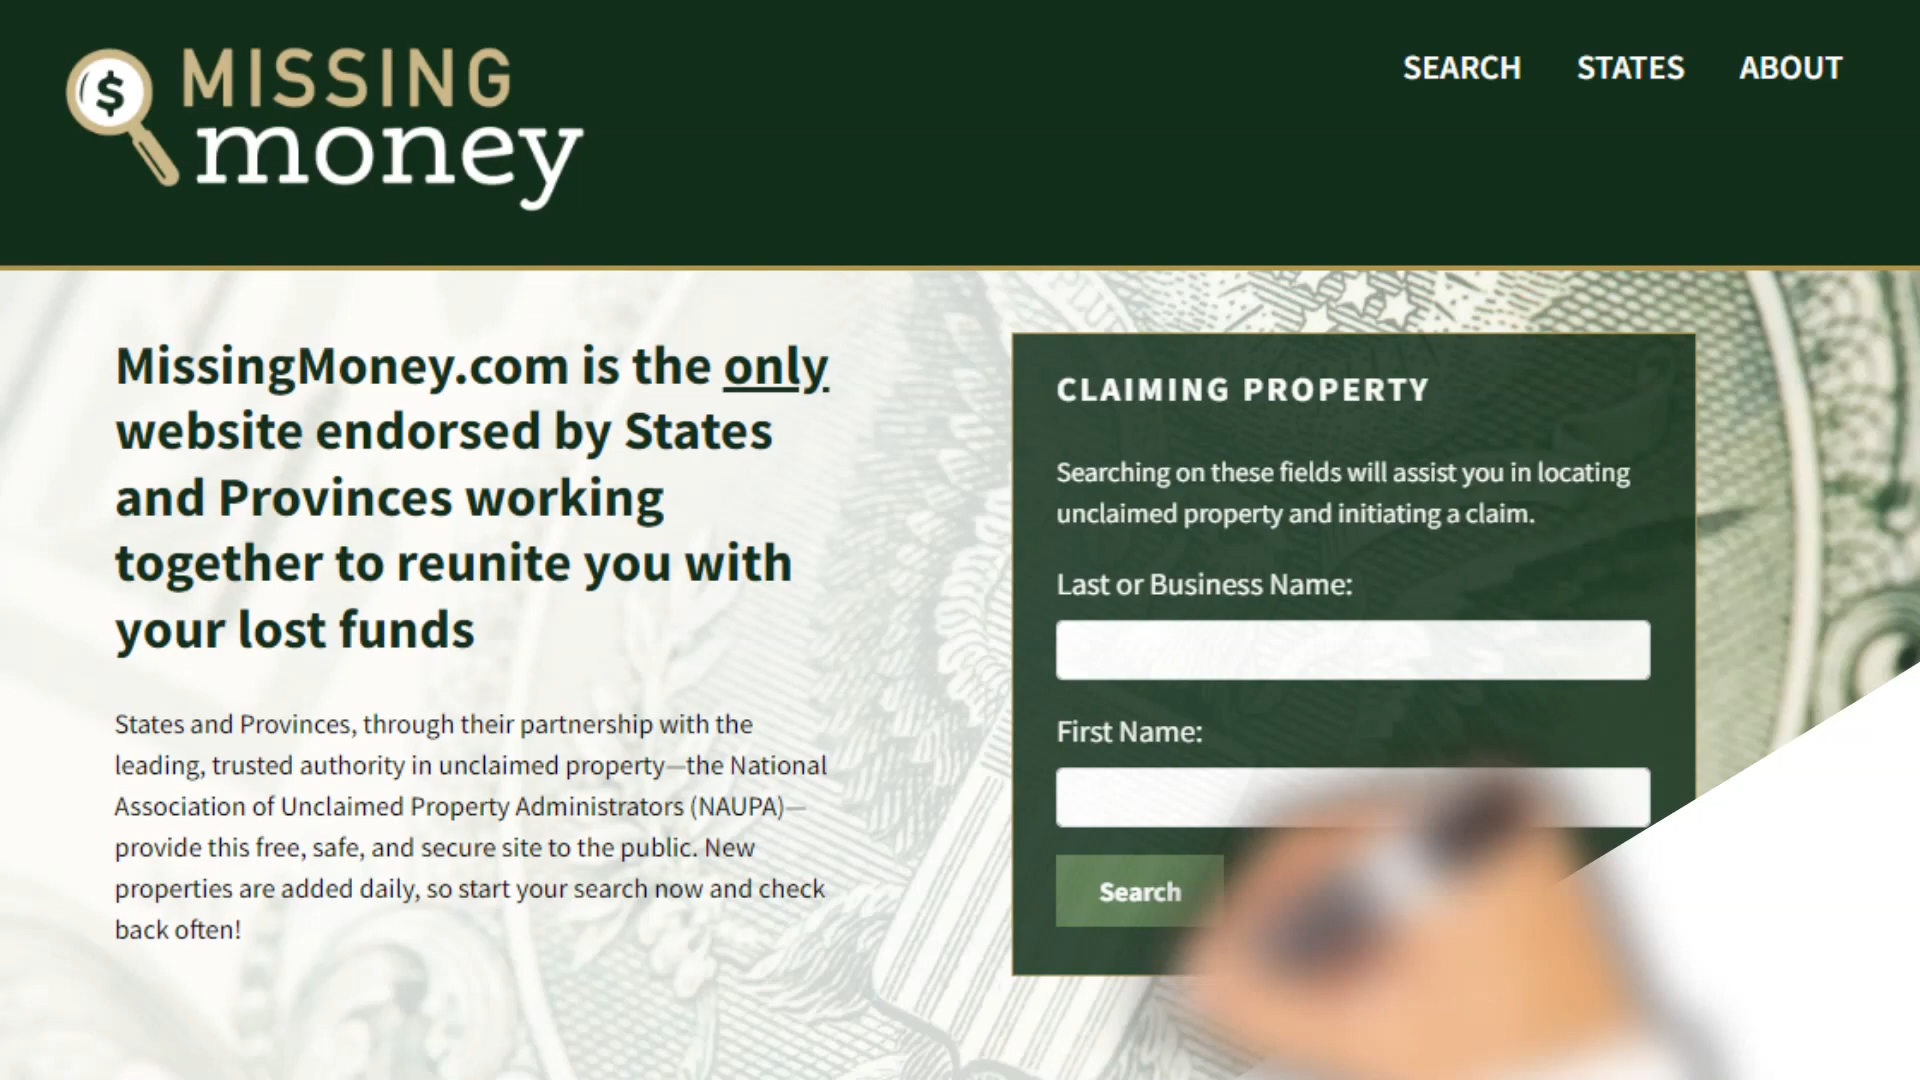 $ MISSING
money
SEARCH STATES ABOUT
MissingMoney.com is the only
website endorsed by States
and Provinces working
together to reunite you with
your lost funds
States and Provinces, through their partnership with the
leading, trusted authority in unclaimed property—the National
Association of Unclaimed Property Administrators (NAUPA)—
provide this free, safe, and secure site to the public. New
properties are added daily, so start your search now and check
back often!
CLAIMING PROPERTY
Searching on these fields will assist you in locating
unclaimed property and initiating a claim.
Last or Business Name:
First Name:
Search